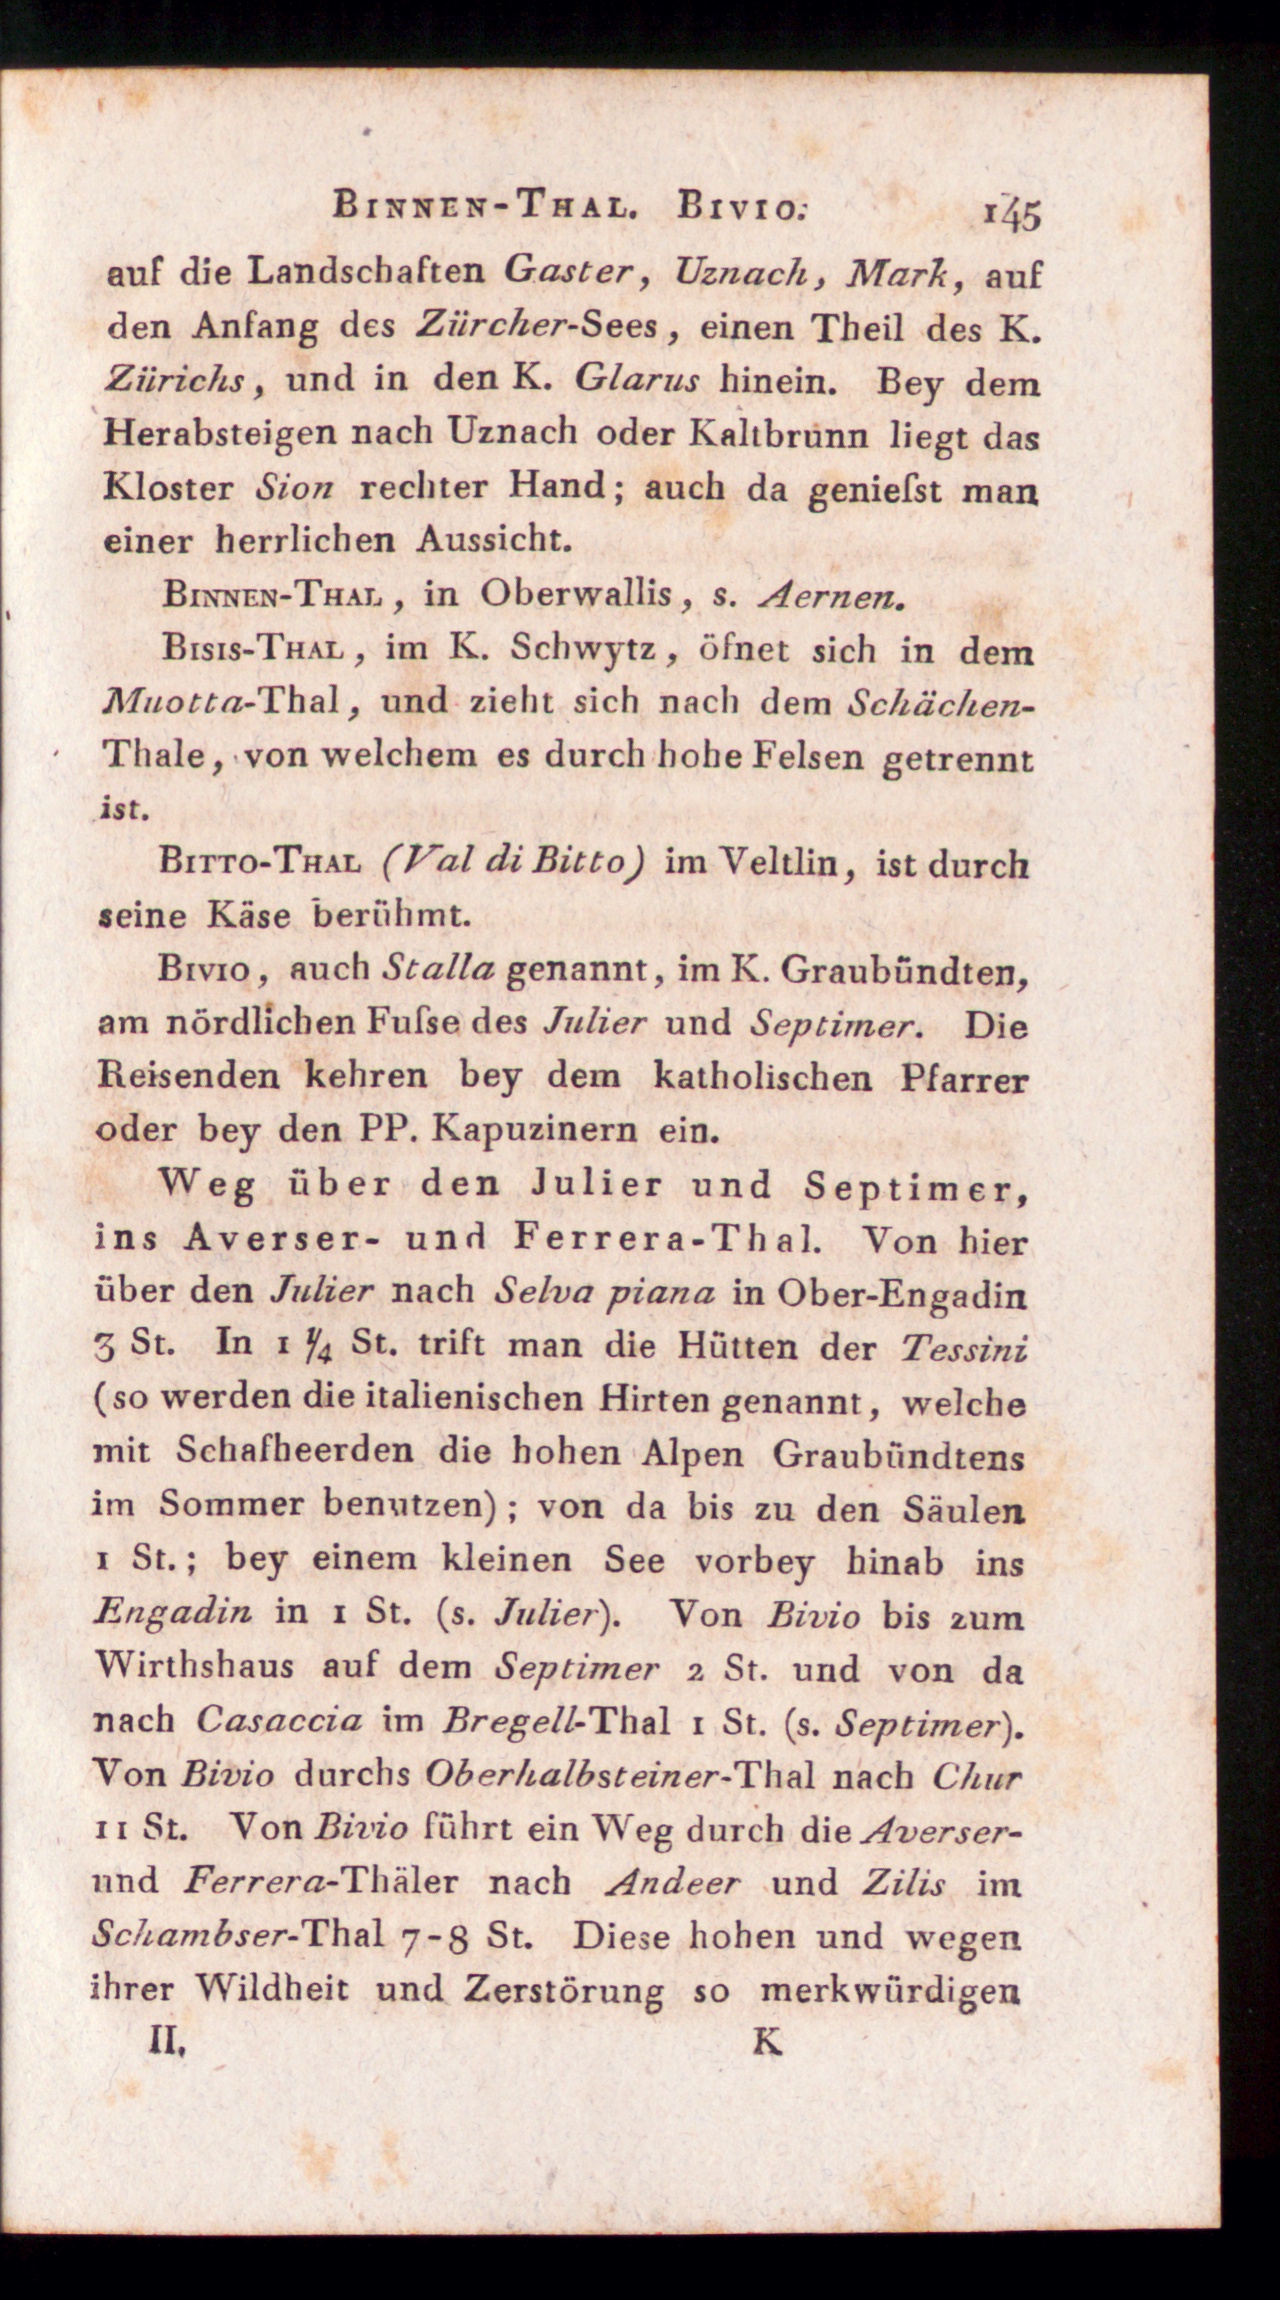 BINNEN-THAL. BIVIO. 145
auf die Landschaften Gaster, Uznach, Mark, auf
den Anfang des Zürcher-Sees, einen Theil des K.
Zürichs, und in den K. Glarus hinein. Bey dem
Herabsteigen nach Uznach oder Kaltbrunn liegt das
Kloster Sion rechter Hand; auch da genieſst man
einer herrlichen Aussicht.
BINNEN-THAL, in Oberwallis, s. Aernen.
BISIS-THAL, im K. Schwytz, öfnet sich in dem
Muotta-Thal, und zieht sich nach dem Schächen-
Thale, von welchem es durch hohe Felsen getrennt
ist.
BITTO-THAL (Val di Bitto) im Veltlin, ist durch
seine Käse berühmt.
BIVIO, auch Stalla genannt, im K. Graubündten,
am nördlichen Fuſse des Julier und Septimer. Die
Reisenden kehren bey dem katholischen Pfarrer
oder bey den PP. Kapuzinern ein.
Weg über den Julier und Septimer,
ins Averser- und Ferrera-Thal. Von hier
über den Julier nach Selva piana in Ober-Engadin
3 St. In 1 1/4 St. trift man die Hütten der Tessini
(so werden die italienischen Hirten genannt, welche
mit Schafheerden die hohen Alpen Graubündtens
im Sommer benutzen); von da bis zu den Säulen
1 St.; bey einem kleinen See vorbey hinab ins
Engadin in 1 St. (s. Julier). Von Bivio bis zum
Wirthshaus auf dem Septimer 2 St. und von da
nach Casaccia im Bregell-Thal 1 St. (s. Septimer).
Von Bivio durchs Oberhalbsteiner-Thal nach Chur
11 St. Von Bivio führt ein Weg durch die Averser-
und Ferrera-Thäler nach Andeer und Zilis im
Schambser-Thal 7-8 St. Diese hohen und wegen
ihrer Wildheit und Zerstörung so merkwürdigen
II. K